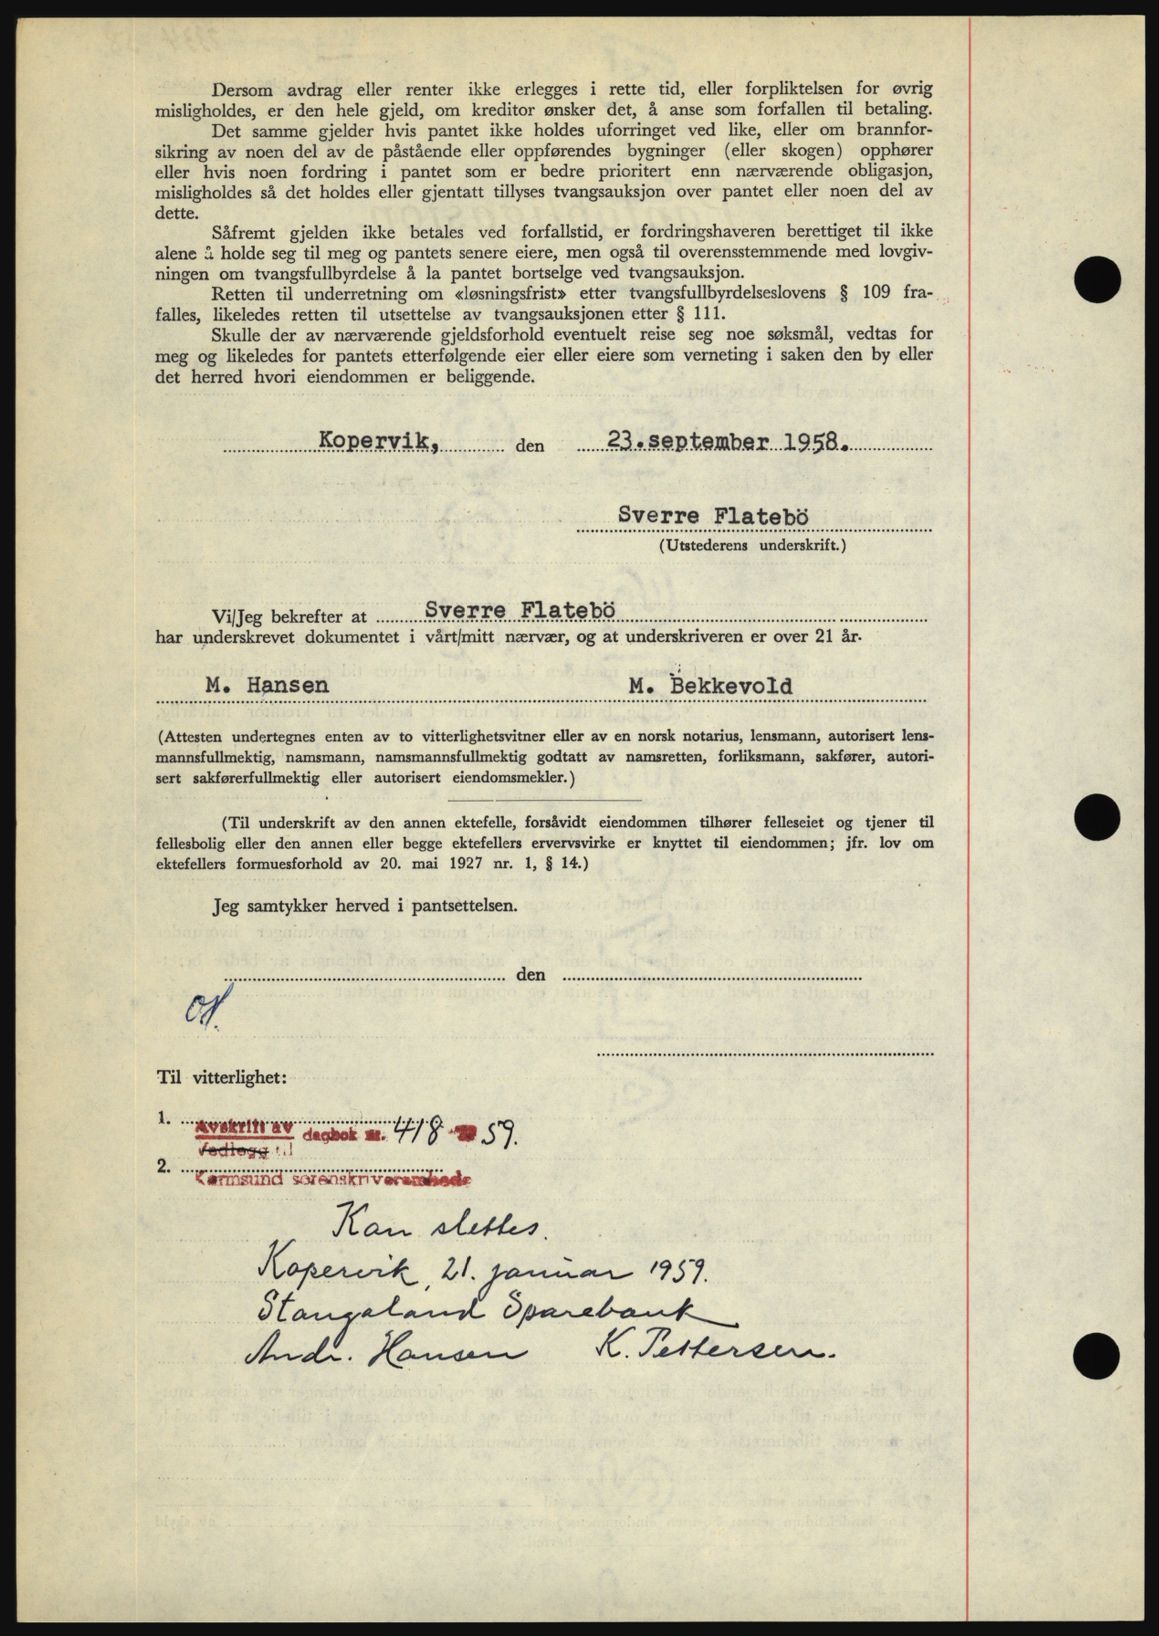 Dersom avdrag eller renter ikke erlegges i rette tid, eller forpliktelsen for øvrig
misligholdes, er den hele gjeld, om kreditor ønsker det, å anse som forfallen til betaling.
Det samme gjelder hvis pantet ikke holdes uforringet ved like, eller om brannfor-
sikring av noen del av de påstående eller oppførendes bygninger (eller skogen) opphører
eller hvis noen fordring i pantet som er bedre prioritert enn nærværende obligasjon,
misligholdes så det holdes eller gjentatt tillyses tvangsauksjon over pantet eller noen del av
dette.
Såfremt gjelden ikke betales ved forfallstid, er fordringshaveren berettiget til ikke
alene å holde seg til meg og pantets senere eiere, men også til overensstemmende med lovgiv-
ningen om tvangsfullbyrdelse å la pantet bortselge ved tvangsauksjon.
Retten til underretning om «løsningsfrist» etter tvangsfullbyrdelseslovens § 109 fra-
falles, likeledes retten til utsettelse av tvangsauksjonen etter § 111.
Skulle der av nærværende gjeldsforhold eventuelt reise seg noe søksmål, vedtas for
meg og likeledes for pantets etterfølgende eier eller eiere som verneting i saken den by eller
det herred hvori eiendommen er beliggende.
Kopervik, den 23.september 1958.
Sverre Flatebö
(Utstederens underskrift.)
Vi/Jeg bekrefter at Sverre Flatebö
har underskrevet dokumentet i vårt/mitt nærvær, og at underskriveren er over 21 år.
M. Hansen M. Bekkevold
(Attesten undertegnes enten av to vitterlighetsvitner eller av en norsk notarius, lensmann, autorisert lens-
mannsfullmektig, namsmann, namsmannsfullmektig godtatt av namsretten, forliksmann, sakfører, autori-
sert sakførerfullmektig eller autorisert eiendomsmekler.)
(Til underskrift av den annen ektefelle, forsåvidt eiendommen tilhører felleseiet og tjener til
fellesbolig eller den annen eller begge ektefellers ervervsvirke er knyttet til eiendommen; jfr. lov om
ektefellers formuesforhold av 20. mai 1927 nr. 1, § 14.)
Jeg samtykker herved i pantsettelsen.
den
Til vitterlighet:
1.
Avskrift av
Vedlegg til dagbok nr. 418 59.
2.
Karmsund sorenskriverembede
Kan slettes.
Kopervik, 21. januar 1959.
Stangaland Sparebank
Andr. Hansen K. Pettersen.